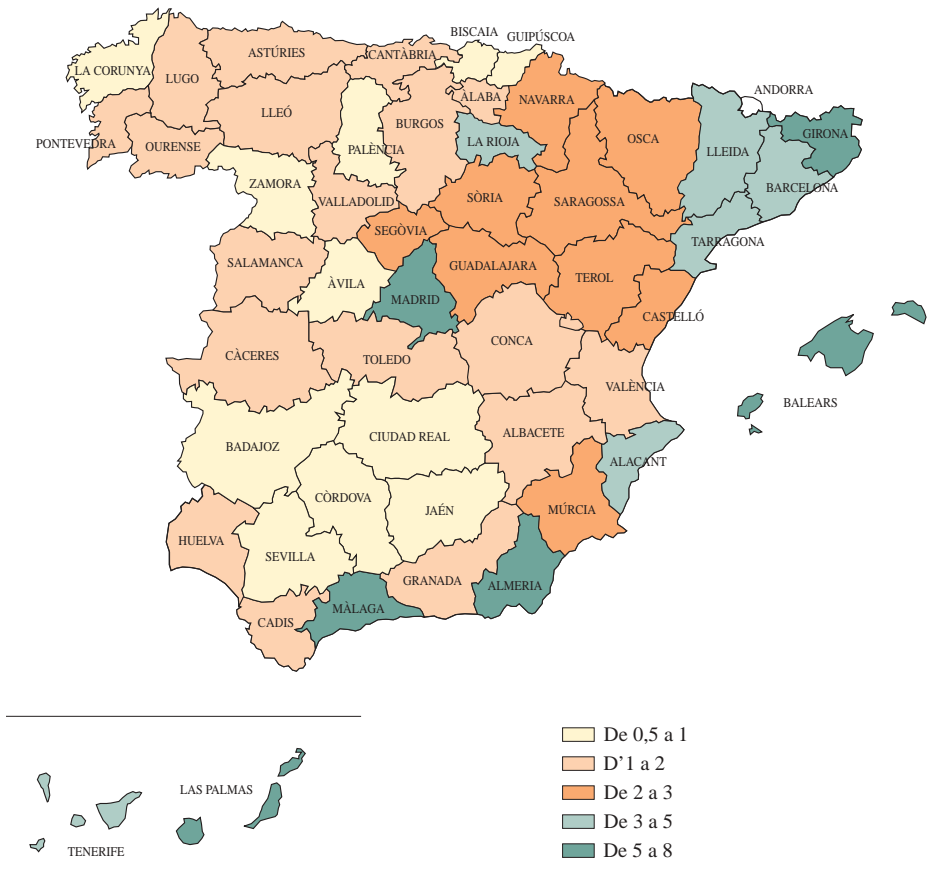 BISCAIA
GUIPÚSCOA
ASTÚRIES
CANTÀBRIA
LA CORUNYA
LUGO
ANDORRA
LLEÓ
ÀLABA
NAVARRA
BURGOS
GIRONA
PONTEVEDRA
OURENSE
PALÈNCIA
LA RIOJA
OSCA
LLEIDA
ZAMORA
BARCELONA
VALLADOLID
SÒRIA
SARAGOSSA
SEGÒVIA
TARRAGONA
SALAMANCA
GUADALAJARA
ÀVILA
TEROL
MADRID
CASTELLÓ
CONCA
CÀCERES
TOLEDO
VALÈNCIA
BALEARS
ALBACETE
CIUDAD REAL
BADAJOZ
ALACANT
CÒRDOVA
JAÉN
MÚRCIA
HUELVA
SEVILLA
GRANADA
ALMERIA
MÀLAGA
CADIS
LAS PALMAS
TENERIFE
De 0,5 a 1
D’1 a 2
De 2 a 3
De 3 a 5
De 5 a 8